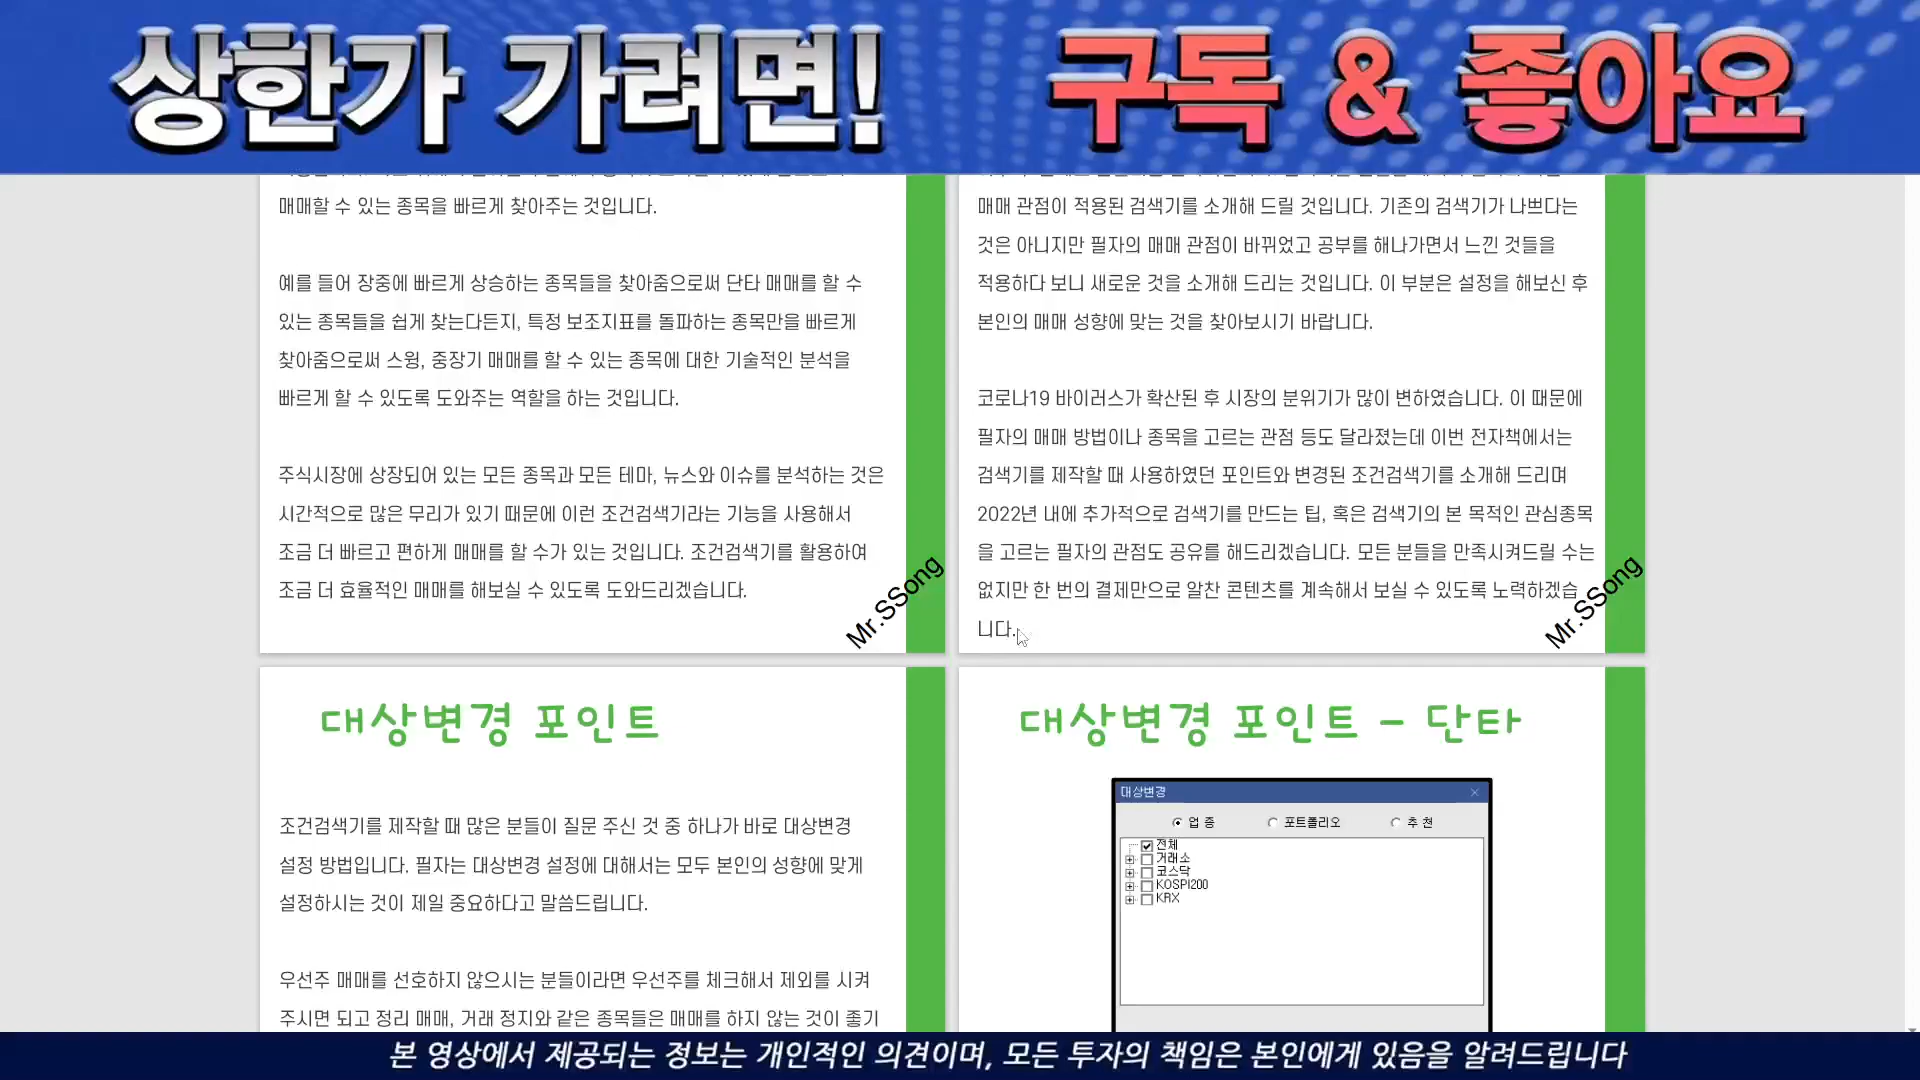 상한가 가려면! 구독 & 좋아요
매매할 수 있는 종목을 빠르게 찾아주는 것입니다.
예를 들어 장중에 빠르게 상승하는 종목들을 찾아줌으로써 단타 매매를 할 수
있는 종목들을 쉽게 찾는다든지, 특정 보조지표를 돌파하는 종목만을 빠르게
찾아줌으로써 스윙, 중장기 매매를 할 수 있는 종목에 대한 기술적인 분석을
빠르게 할 수 있도록 도와주는 역할을 하는 것입니다.
주식시장에 상장되어 있는 모든 종목과 모든 테마, 뉴스와 이슈를 분석하는 것은
시간적으로 많은 무리가 있기 때문에 이런 조건검색기라는 기능을 사용해서
조금 더 빠르고 편하게 매매를 할 수가 있는 것입니다. 조건검색기를 활용하여
조금 더 효율적인 매매를 해보실 수 있도록 도와드리겠습니다.
Mr.SSong
매매 관점이 적용된 검색기를 소개해 드릴 것입니다. 기존의 검색기가 나쁘다는
것은 아니지만 필자의 매매 관점이 바뀌었고 공부를 해나가면서 느낀 것들을
적용하다 보니 새로운 것을 소개해 드리는 것입니다. 이 부분은 설정을 해보신 후
본인의 매매 성향에 맞는 것을 찾아보시기 바랍니다.
코로나19 바이러스가 확산된 후 시장의 분위기가 많이 변하였습니다. 이 때문에
필자의 매매 방법이나 종목을 고르는 관점 등도 달라졌는데 이번 전자책에서는
검색기를 제작할 때 사용하였던 포인트와 변경된 조건검색기를 소개해 드리며
2022년 내에 추가적으로 검색기를 만드는 팁, 혹은 검색기의 본 목적인 관심종목
을 고르는 필자의 관점도 공유를 해드리겠습니다. 모든 분들을 만족시켜드릴 수는
없지만 한 번의 결제만으로 알찬 콘텐츠를 계속해서 보실 수 있도록 노력하겠습
니다.
Mr.SSong
대상변경 포인트
조건검색기를 제작할 때 많은 분들이 질문 주신 것 중 하나가 바로 대상변경
설정 방법입니다. 필자는 대상변경 설정에 대해서는 모두 본인의 성향에 맞게
설정하시는 것이 제일 중요하다고 말씀드립니다.
우선주 매매를 선호하지 않으시는 분들이라면 우선주를 체크해서 제외를 시켜
주시면 되고 정리 매매, 거래 정지와 같은 종목들은 매매를 하지 않는 것이 좋기
대상변경 포인트 - 단타
대상변경
업 종 포트폴리오 추 천
전체
거래소
코스닥
KOSPI200
KRX
본 영상에서 제공되는 정보는 개인적인 의견이며, 모든 투자의 책임은 본인에게 있음을 알려드립니다